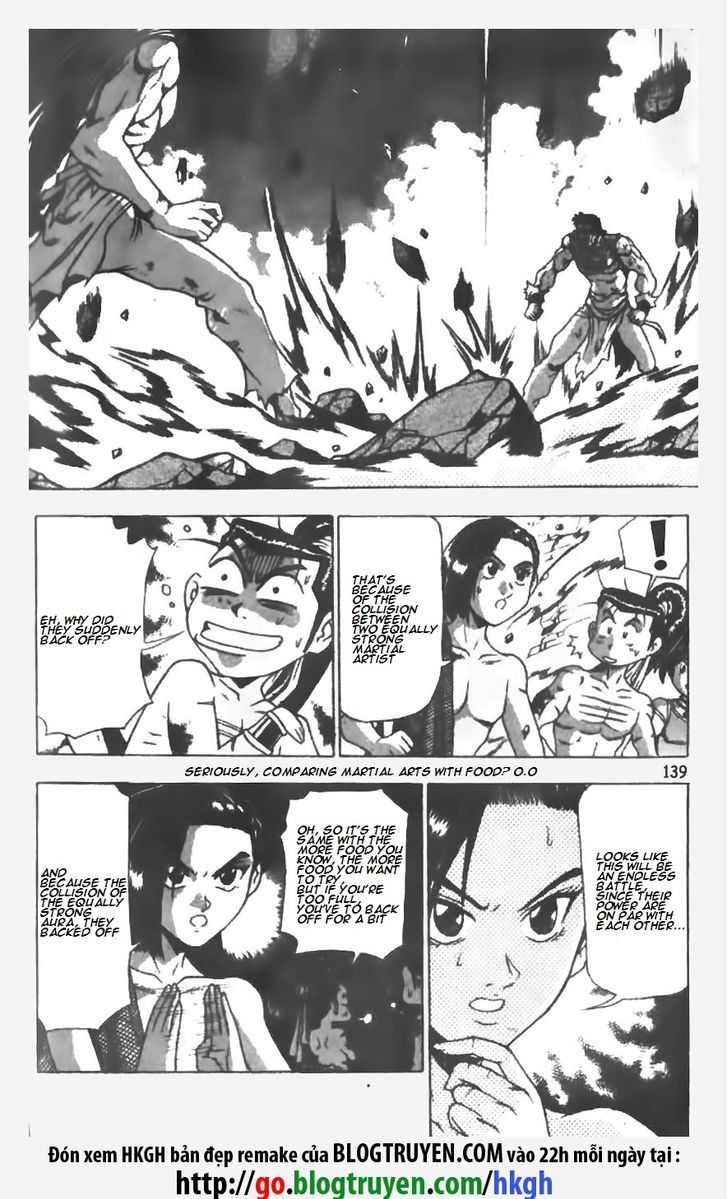 EH, WHY DID
THEY SUDDENLY
BACK OFF?
THAT'S
BECAUSE
OF THE
COLLISION
BETWEEN
TWO EQUALLY
STRONG
MARTIAL
ARTIST
!
SERIOUSLY, COMPARING MARTIAL ARTS WITH FOOD? O.O
139
AND
BECAUSE THE
COLLISION OF
THE EQUALLY
STRONG
AURA, THEY
BACKED OFF
OH, SO IT'S THE
SAME WITH THE
MORE FOOD YOU
KNOW, THE MORE
FOOD YOU WANT
TO TRY,
BUT IF YOU'RE
TOO FULL,
YOU'VE TO BACK
OFF FOR A BIT
LOOKS LIKE
THIS WILL BE
AN ENDLESS
BATTLE,
SINCE THEIR
POWER ARE
ON PAR WITH
EACH OTHER...
Đón xem HKGH bản đẹp remake của BLOGTRUYEN.COM vào 22h mỗi ngày tại :
http://go.blogtruyen.com/hkgh